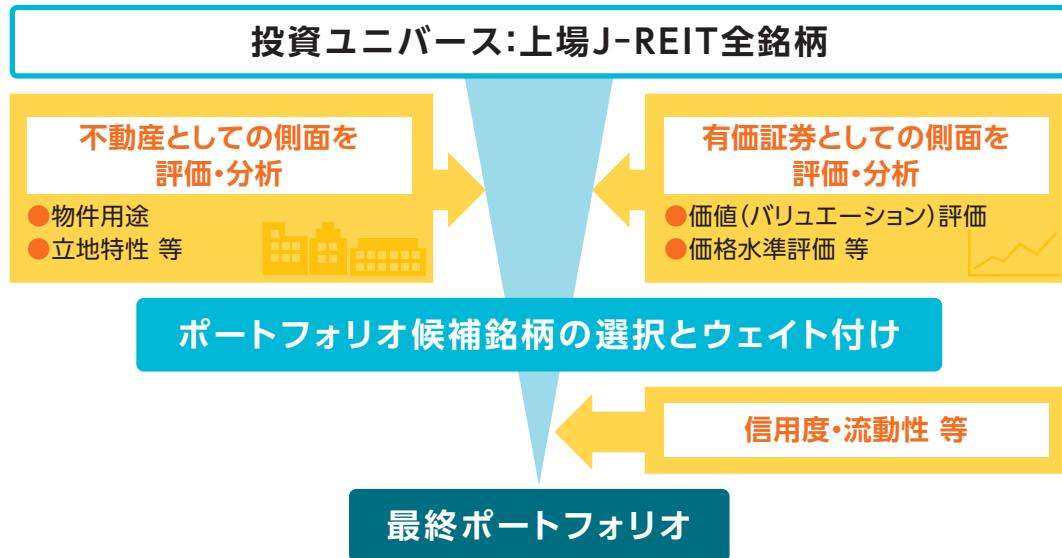 投資ユニバース:上場J-REIT全銘柄
不動産としての側面を
評価・分析
●物件用途
●立地特性 等
有価証券としての側面を
評価・分析
●価値(バリュエーション)評価
●価格水準評価 等
ポートフォリオ候補銘柄の選択とウェイト付け
信用度・流動性 等
最終ポートフォリオ